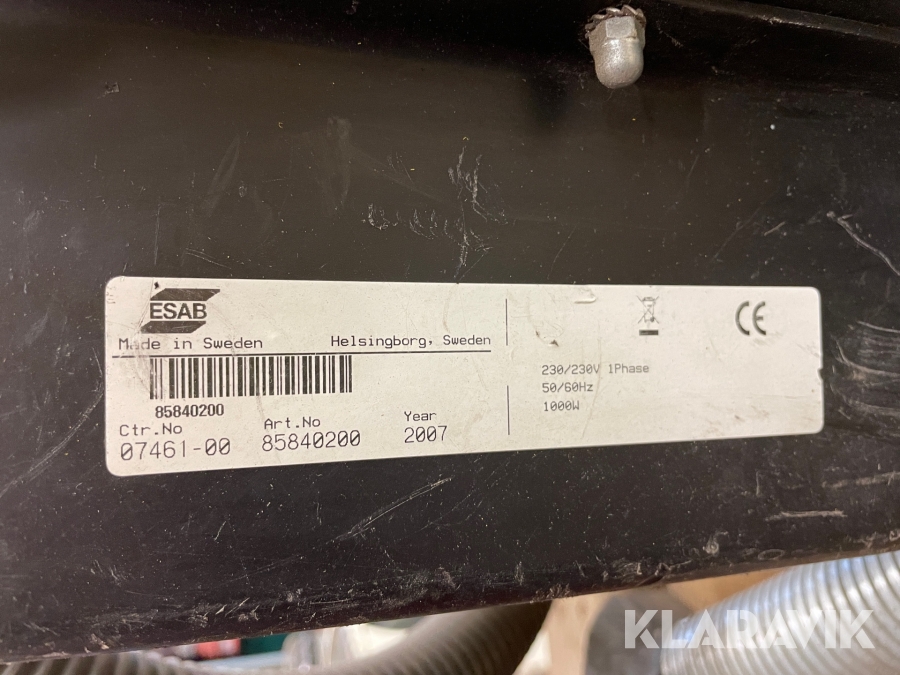 ESAB
Made in Sweden
Helsingborg, Sweden
85840200
Ctr.No
Art.No
Year
07461-00
85840200
2007
230/230V 1Phase
50/60Hz
1000W
CE
KLARAVIK